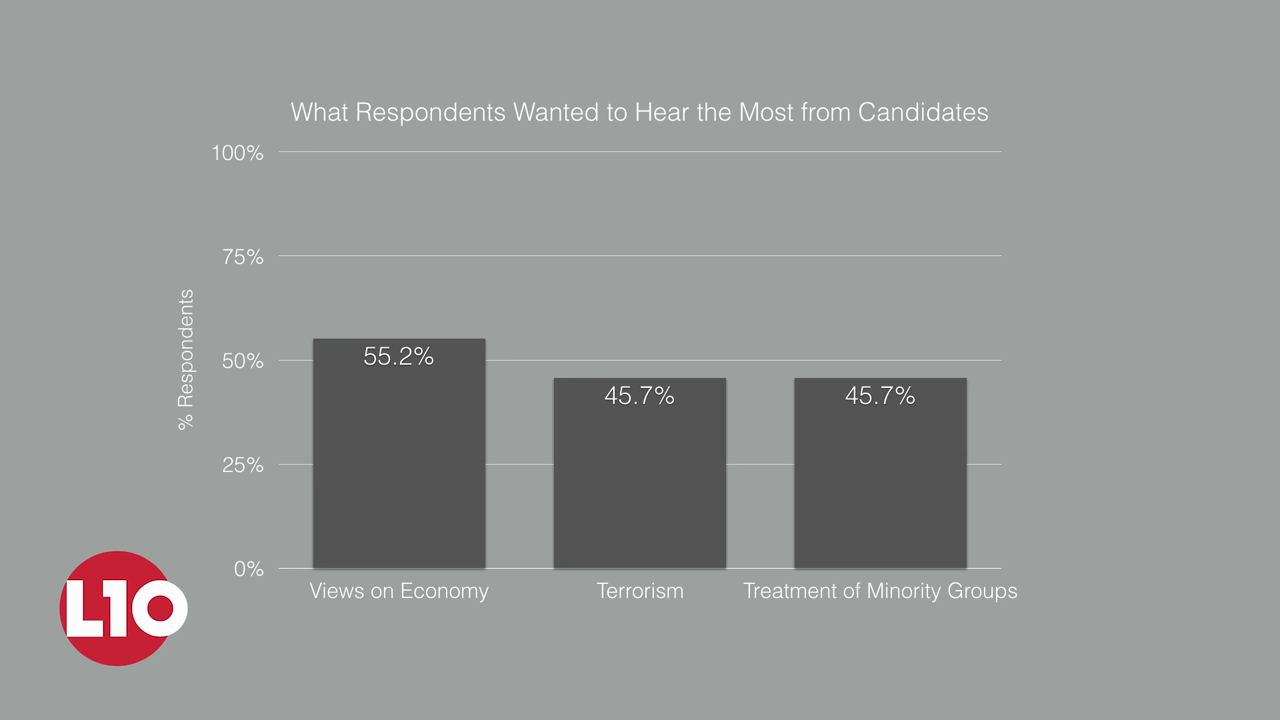 What Respondents Wanted to Hear the Most from Candidates
100%
75%
50%
25%
0%
% Respondents
55.2%
45.7%
45.7%
Views on Economy
Terrorism
Treatment of Minority Groups
L10